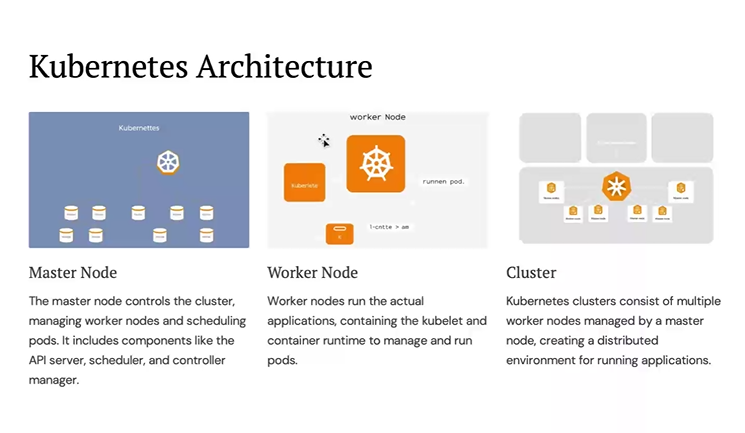 Kubernetes Architecture
Kubernettes
worker Node
kubernese
runnen pod.
l-cntte > am
Master Node
The master node controls the cluster,
managing worker nodes and scheduling
pods. It includes components like the
API server, scheduler, and controller
manager.
Worker Node
Worker nodes run the actual
applications, containing the kubelet and
container runtime to manage and run
pods.
Cluster
Kubernetes clusters consist of multiple
worker nodes managed by a master
node, creating a distributed
environment for running applications.